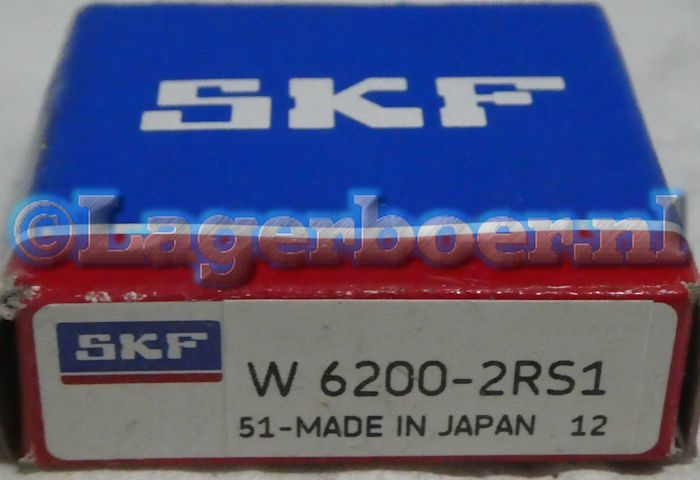 SKF
©Lagerboer.nl
SKF
W 6200-2RS1
51-MADE IN JAPAN 12